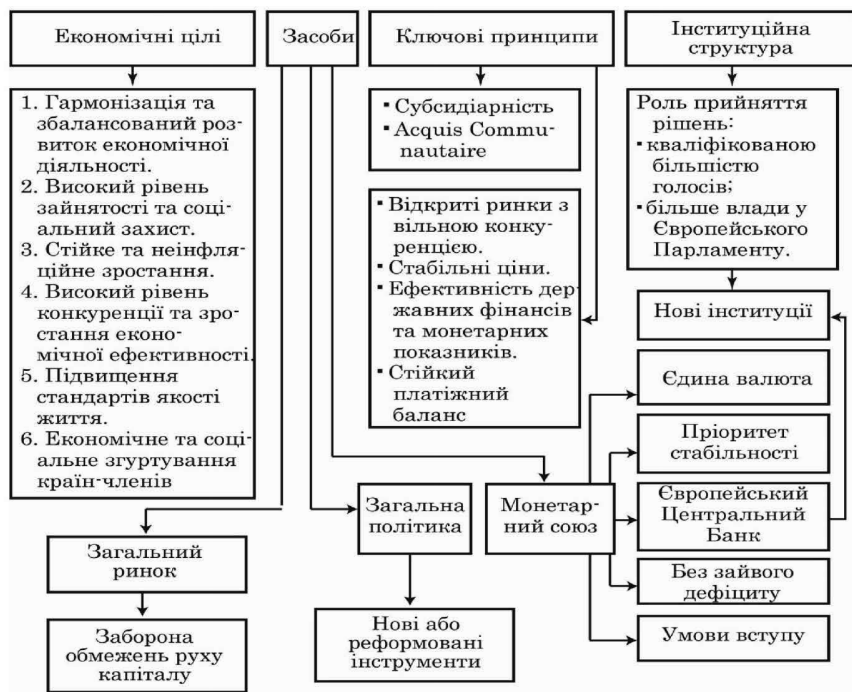 Економічні цілі
Засоби
Ключові принципи
Інституційна
структура
1. Гармонізація та
збалансований роз-
виток економічної
діяльності.
2. Високий рівень
зайнятості та соці-
альний захист.
3. Стійке та неінфля-
ційне зростання.
4. Високий рівень
конкуренції та зро-
стання еконо-
мічної ефективності.
5. Підвищення
стандартів якості
життя.
6. Економічне та соці-
альне згуртування
країн-членів
▪ Субсидіарність
▪ Acquis Commu-
nautaire
▪ Відкриті ринки з
вільною конку-
ренцією.
▪ Стабільні ціни.
▪ Ефективність дер-
жавних фінансів
та монетарних
показників.
▪ Стійкий
платіжний
баланс
Роль прийняття
рішень:
▪ кваліфікованою
більшістю
голосів;
▪ більше влади у
Європейського
Парламенту.
Нові інституції
Єдина валюта
Пріоритет
стабільності
Європейський
Центральний
Банк
Без зайвого
дефіциту
Умови вступу
Загальний
ринок
Загальна
політика
Монетар-
ний союз
Заборона
обмежень руху
капіталу
Нові або
реформовані
інструменти